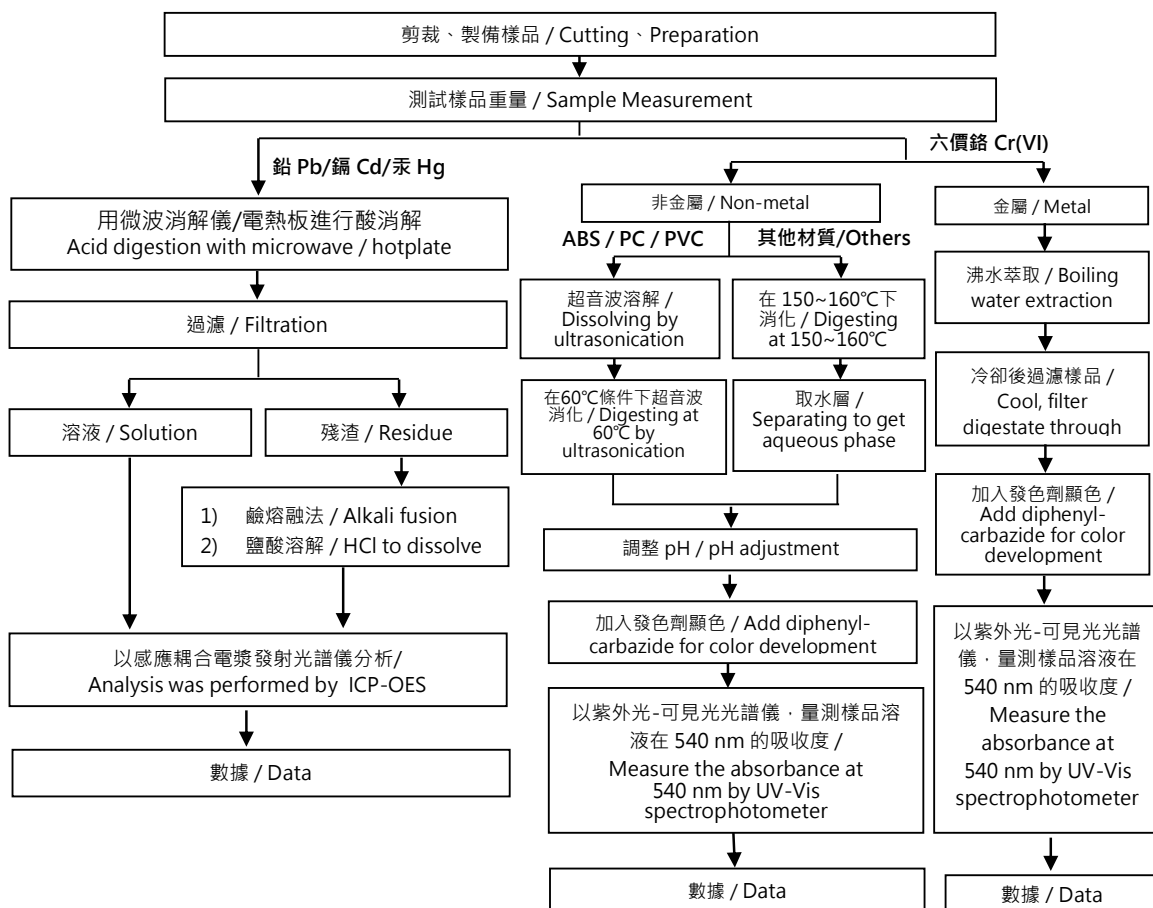 剪裁、製備樣品 / Cutting、Preparation
測試樣品重量 / Sample Measurement
鉛 Pb/鎘 Cd/汞 Hg
用微波消解儀/電熱板進行酸消解
Acid digestion with microwave / hotplate
過濾 / Filtration
溶液 / Solution
殘渣 / Residue
1) 鹼熔融法 / Alkali fusion
2) 鹽酸溶解 / HCl to dissolve
以感應耦合電漿發射光譜儀分析/
Analysis was performed by ICP-OES
數據 / Data
六價鉻 Cr(VI)
非金屬 / Non-metal
ABS / PC / PVC
超音波溶解 /
Dissolving by
ultrasonication
在60℃條件下超音波
消化 / Digesting at
60℃ by
ultrasonication
其他材質/Others
在 150~160℃下
消化 / Digesting
at 150~160℃
取水層 /
Separating to get
aqueous phase
調整 pH / pH adjustment
加入發色劑顯色 / Add diphenyl-
carbazide for color development
以紫外光-可見光光譜儀，量測樣品溶
液在 540 nm 的吸收度 /
Measure the absorbance at
540 nm by UV-Vis
spectrophotometer
數據 / Data
金屬 / Metal
沸水萃取 / Boiling
water extraction
冷卻後過濾樣品 /
Cool, filter
digestate through
加入發色劑顯色 /
Add diphenyl-
carbazide for color
development
以紫外光-可見光光譜
儀，量測樣品溶液在
540 nm 的吸收度 /
Measure the
absorbance at
540 nm by UV-Vis
spectrophotometer
數據 / Data